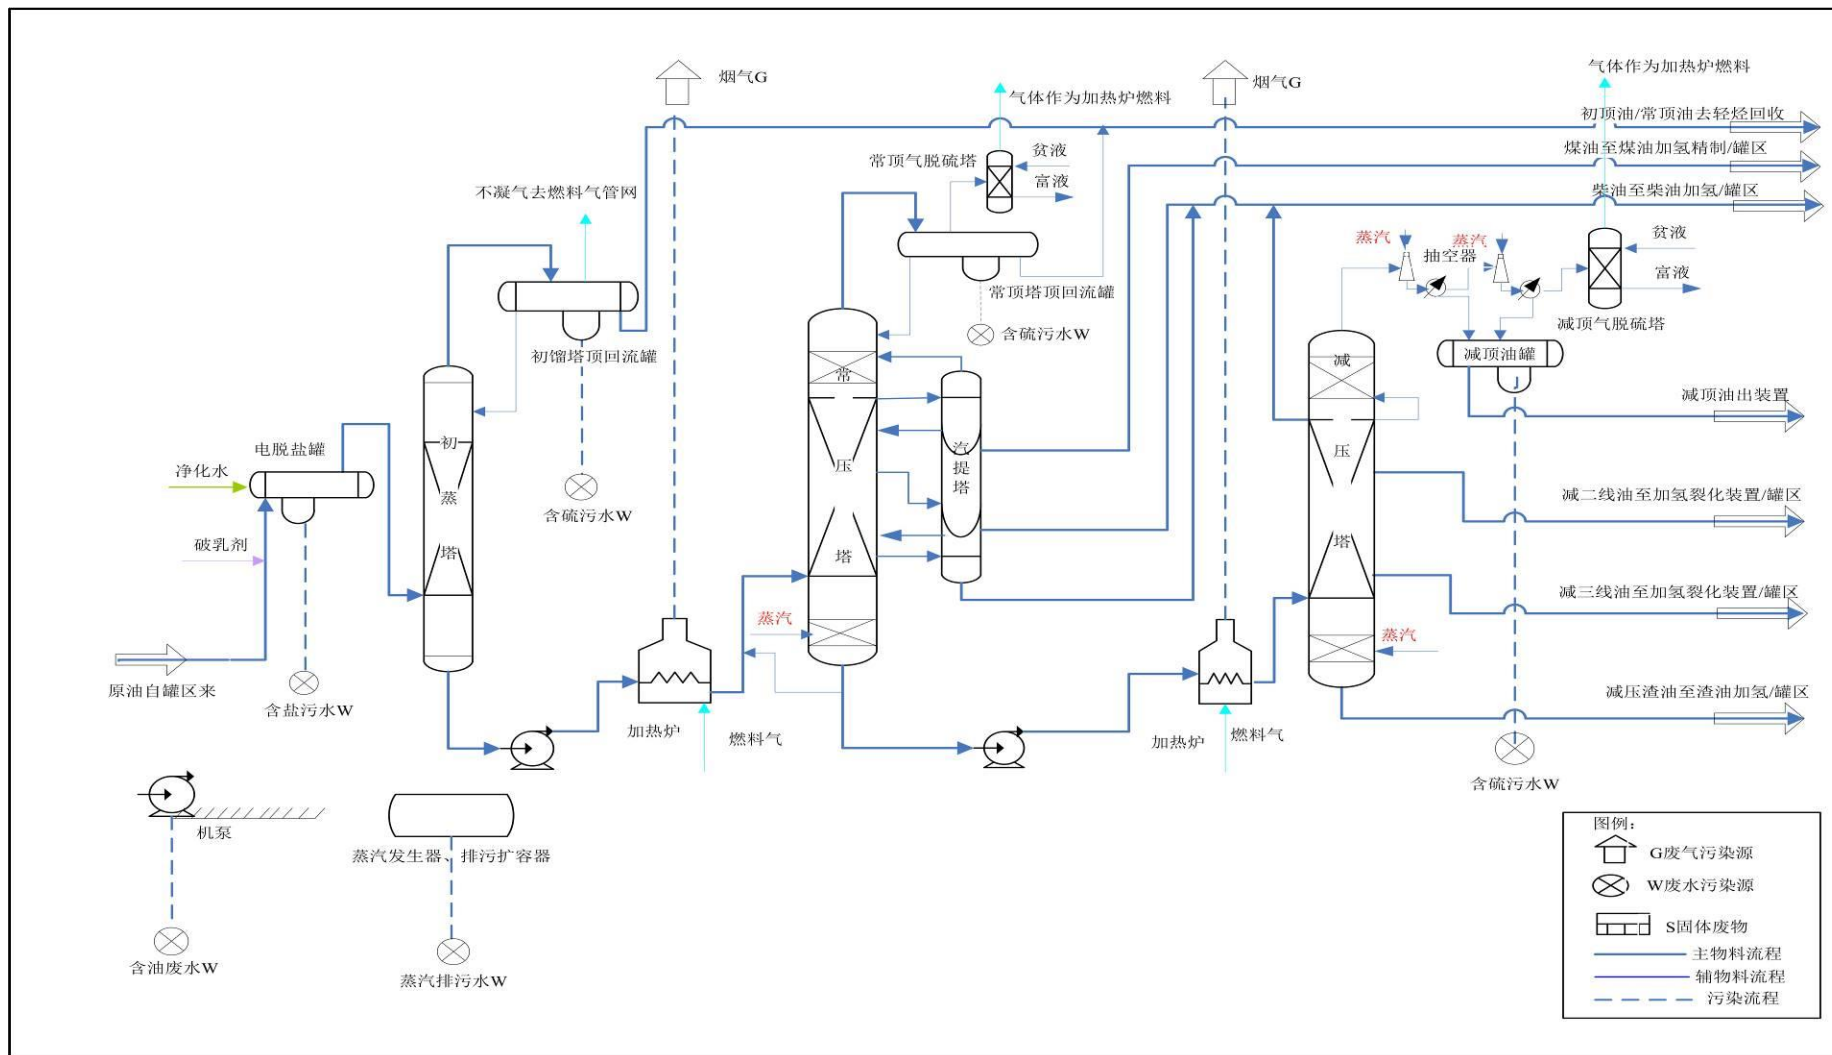 烟气G
烟气G
气体作为加热炉燃料
气体作为加热炉燃料
初顶油/常顶油去轻烃回收
煤油至煤油加氢精制/罐区
柴油至柴油加氢/罐区
常顶气脱硫塔
贫液
富液
不凝气去燃料气管网
蒸汽
蒸汽
抽空器
贫液
富液
常顶塔顶回流罐
减顶气脱硫塔
初馏塔顶回流罐
含硫污水W
减顶油罐
减顶油出装置
电脱盐罐
净化水
初
蒸
塔
常
压
塔
汽
提
塔
减
压
塔
含硫污水W
减二线油至加氢裂化装置/罐区
破乳剂
减三线油至加氢裂化装置/罐区
蒸汽
蒸汽
原油自罐区来
含盐污水W
加热炉
燃料气
加热炉
燃料气
减压渣油至渣油加氢/罐区
含硫污水W
机泵
蒸汽发生器、排污扩容器
含油废水W
蒸汽排污水W
图例：
G废气污染源
W废水污染源
S固体废物
主物料流程
辅物料流程
污染流程